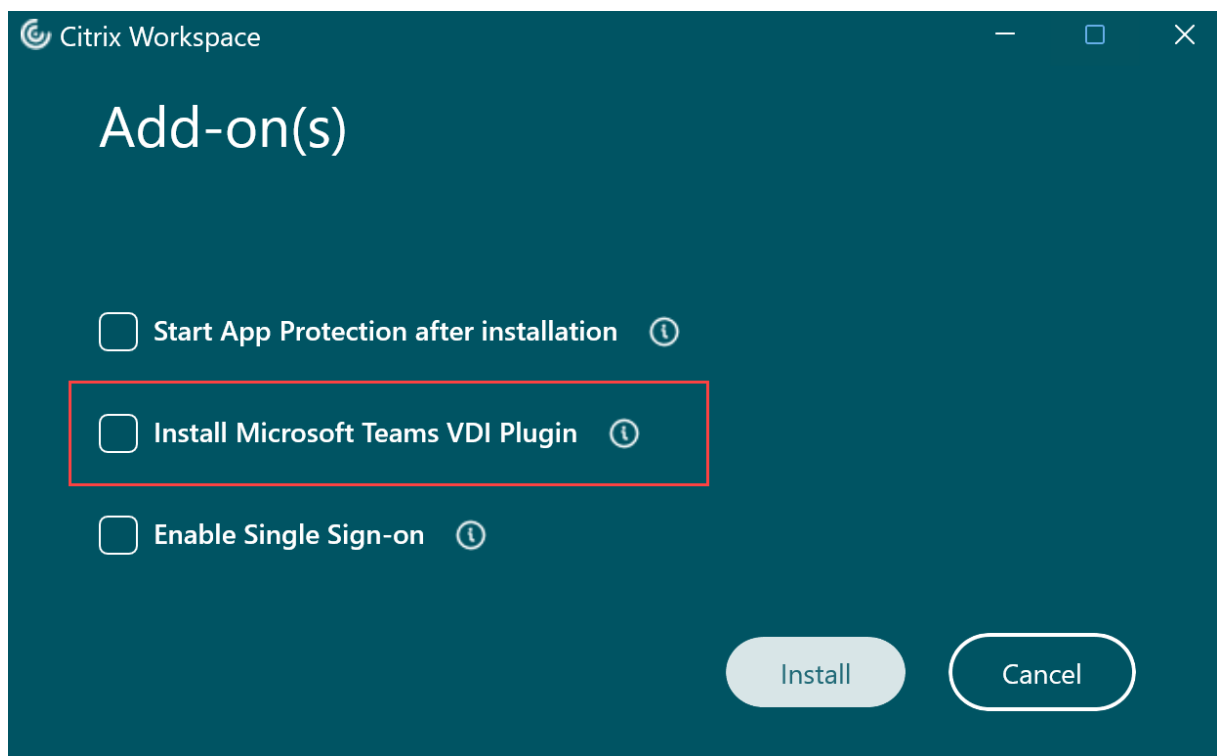 Citrix Workspace
Add-on(s)
Start App Protection after installation
Install Microsoft Teams VDI Plugin
Enable Single Sign-on
Install
Cancel